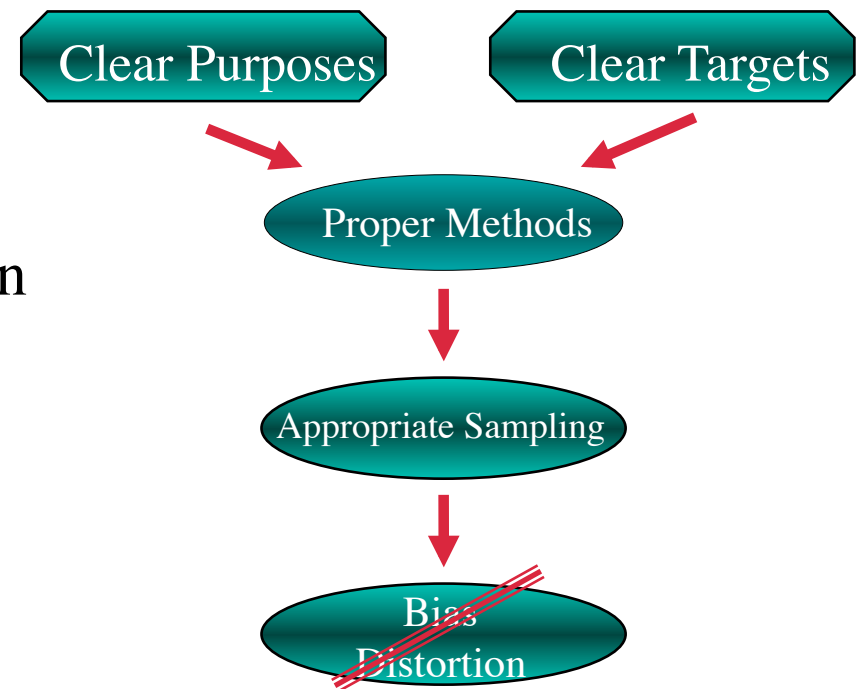 Clear Purposes
Clear Targets
Proper Methods
n
Appropriate Sampling
Bias
Distortion